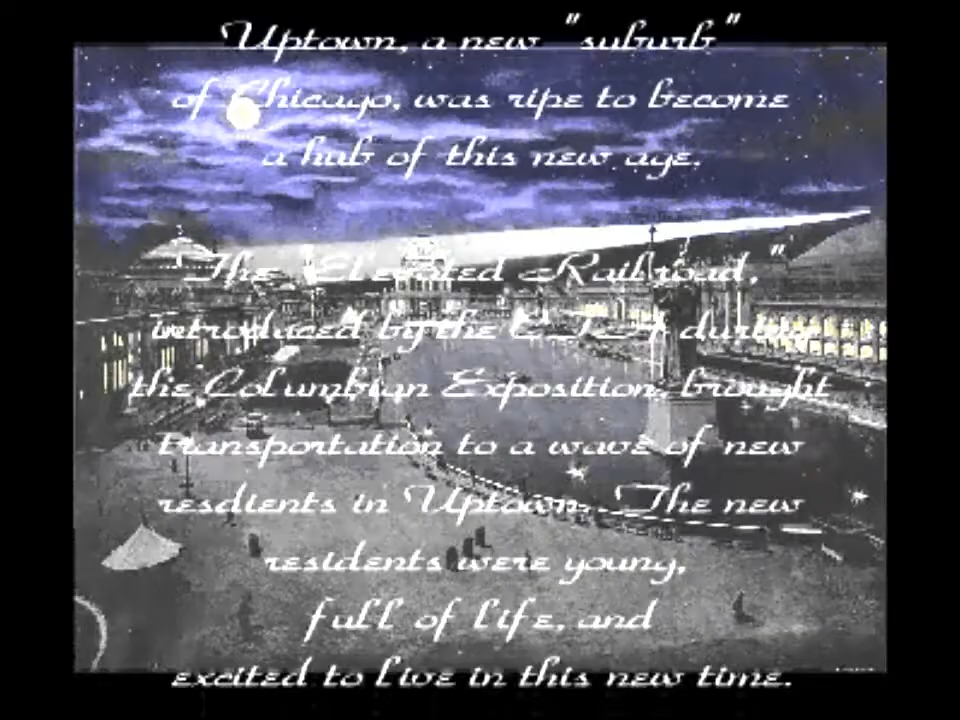 Uptown, a new "suburb"
of Chicago, was ripe to become
a hub of this new age.
"The Elevated Railroad,"
introduced by the C T A during
the Columbian Exposition, brought
transportation to a wave of new
resdients in Uptown. The new
residents were young,
full of life, and
excited to live in this new time.